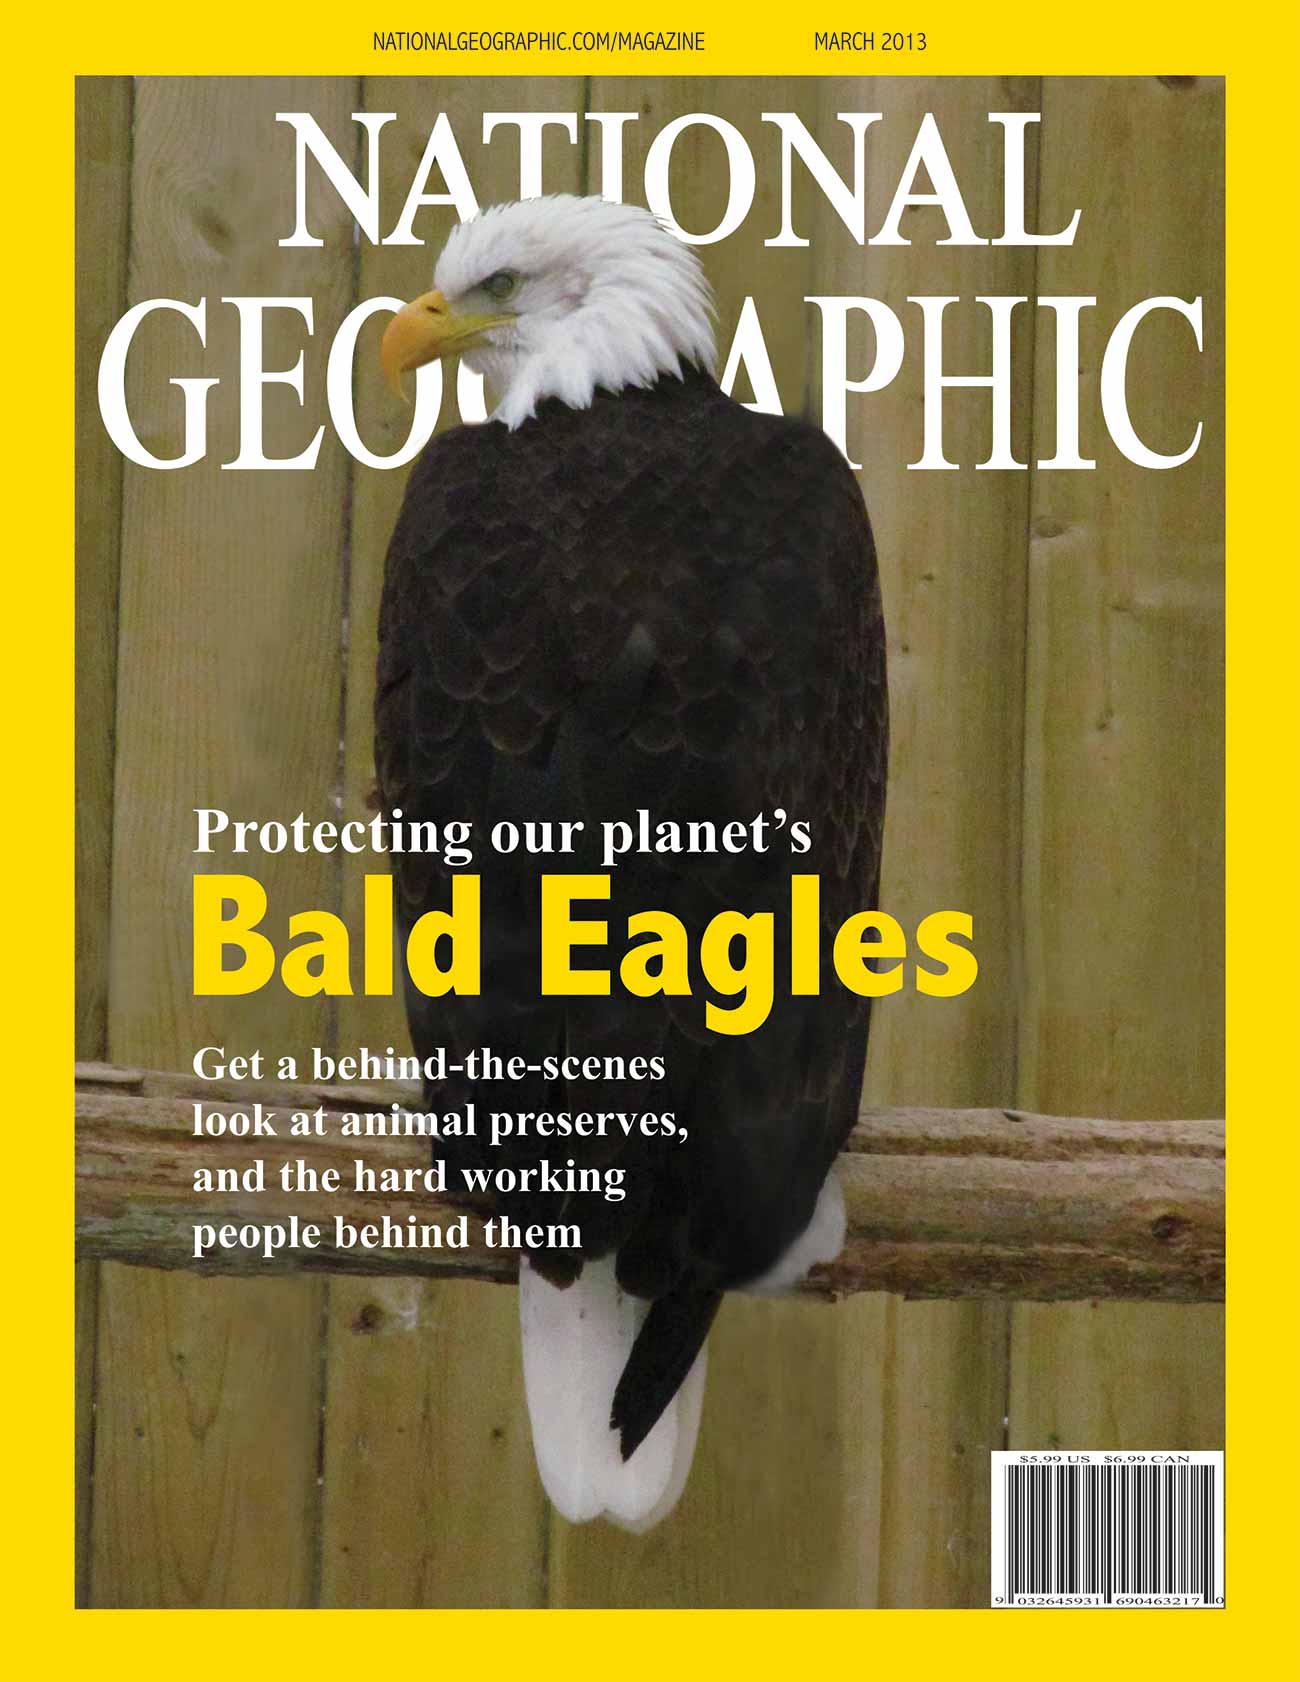 NATIONALGEOGRAPHIC.COM/MAGAZINE MARCH 2013
NATIONAL
GEOGRAPHIC
Protecting our planet's
Bald Eagles
Get a behind-the-scenes
look at animal preserves,
and the hard working
people behind them
$5.99 US $6.99 CAN
9 032645931 690463217 0